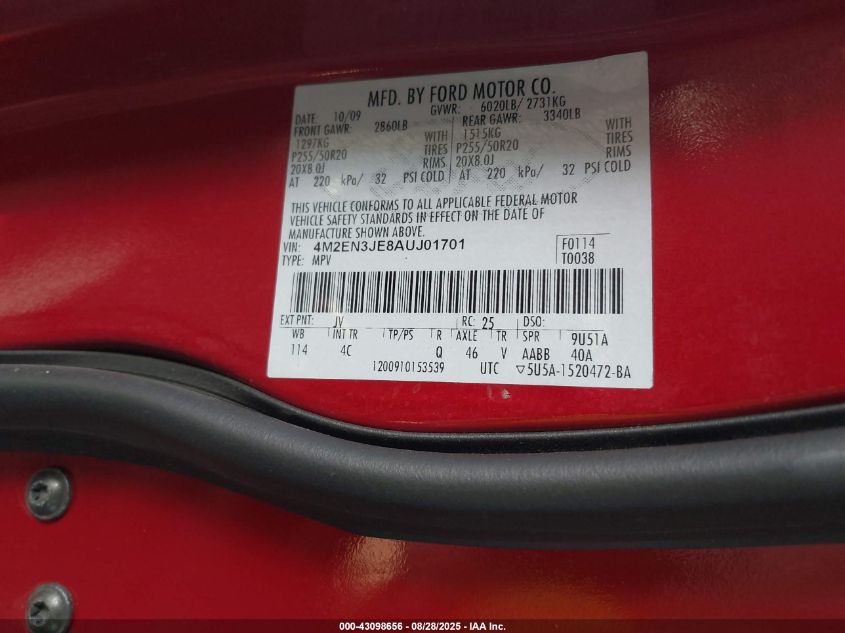 MFD. BY FORD MOTOR CO.
DATE: 10/09 GVWR: 6020LB/ 2731KG
FRONT GAWR: 2860LB REAR GAWR: 3340LB
1297KG WITH 1515KG WITH
P255/50R20 TIRES P255/50R20 TIRES
20X8.0J RIMS 20X8.0J RIMS
AT 220 kPa/ 32 PSI COLD AT 220 kPa/ 32 PSI COLD
THIS VEHICLE CONFORMS TO ALL APPLICABLE FEDERAL MOTOR
VEHICLE SAFETY STANDARDS IN EFFECT ON THE DATE OF
MANUFACTURE SHOWN ABOVE.
VIN: 4M2EN3JE8AUJ01701 F0114
TYPE: MPV T0038
EXT PNT: JV RC: 25 DSO:
WB INT TR TP/PS R AXLE TR SPR 9U51A
114 4C Q 46 V AABB 40A
1200910153539 UTC ▽5U5A-1520472-BA
000-43098656 / 08/28/2025 - IAA Inc.